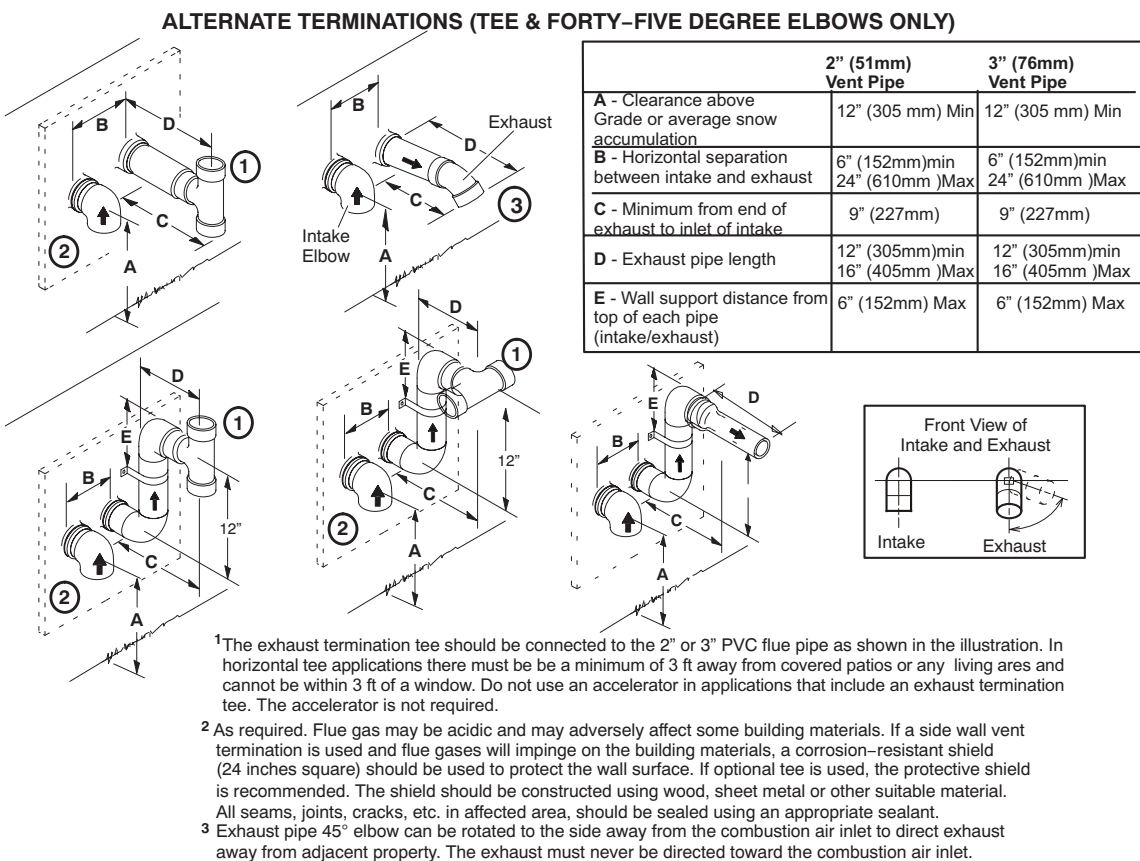 ALTERNATE TERMINATIONS (TEE & FORTY–FIVE DEGREE ELBOWS ONLY)
B
D
1
C
2
A
B
D
Exhaust
C
3
Intake
Elbow
A
2” (51mm)
Vent Pipe
3” (76mm)
Vent Pipe
A - Clearance above
Grade or average snow
accumulation
12” (305 mm) Min
12” (305 mm) Min
B - Horizontal separation
between intake and exhaust
6” (152mm)min
24” (610mm )Max
6” (152mm)min
24” (610mm )Max
C - Minimum from end of
exhaust to inlet of intake
9” (227mm)
9” (227mm)
D - Exhaust pipe length
12” (305mm)min
16” (405mm )Max
12” (305mm)min
16” (405mm )Max
E - Wall support distance from
top of each pipe
(intake/exhaust)
6” (152mm) Max
6” (152mm) Max
D
1
E
B
12”
C
2
A
D
1
E
B
12”
C
2
A
D
E
B
C
A
Front View of
Intake and Exhaust
Intake
Exhaust
1The exhaust termination tee should be connected to the 2” or 3” PVC flue pipe as shown in the illustration. In
horizontal tee applications there must be be a minimum of 3 ft away from covered patios or any living ares and
cannot be within 3 ft of a window. Do not use an accelerator in applications that include an exhaust termination
tee. The accelerator is not required.
2 As required. Flue gas may be acidic and may adversely affect some building materials. If a side wall vent
termination is used and flue gases will impinge on the building materials, a corrosion–resistant shield
(24 inches square) should be used to protect the wall surface. If optional tee is used, the protective shield
is recommended. The shield should be constructed using wood, sheet metal or other suitable material.
All seams, joints, cracks, etc. in affected area, should be sealed using an appropriate sealant.
3 Exhaust pipe 45° elbow can be rotated to the side away from the combustion air inlet to direct exhaust
away from adjacent property. The exhaust must never be directed toward the combustion air inlet.